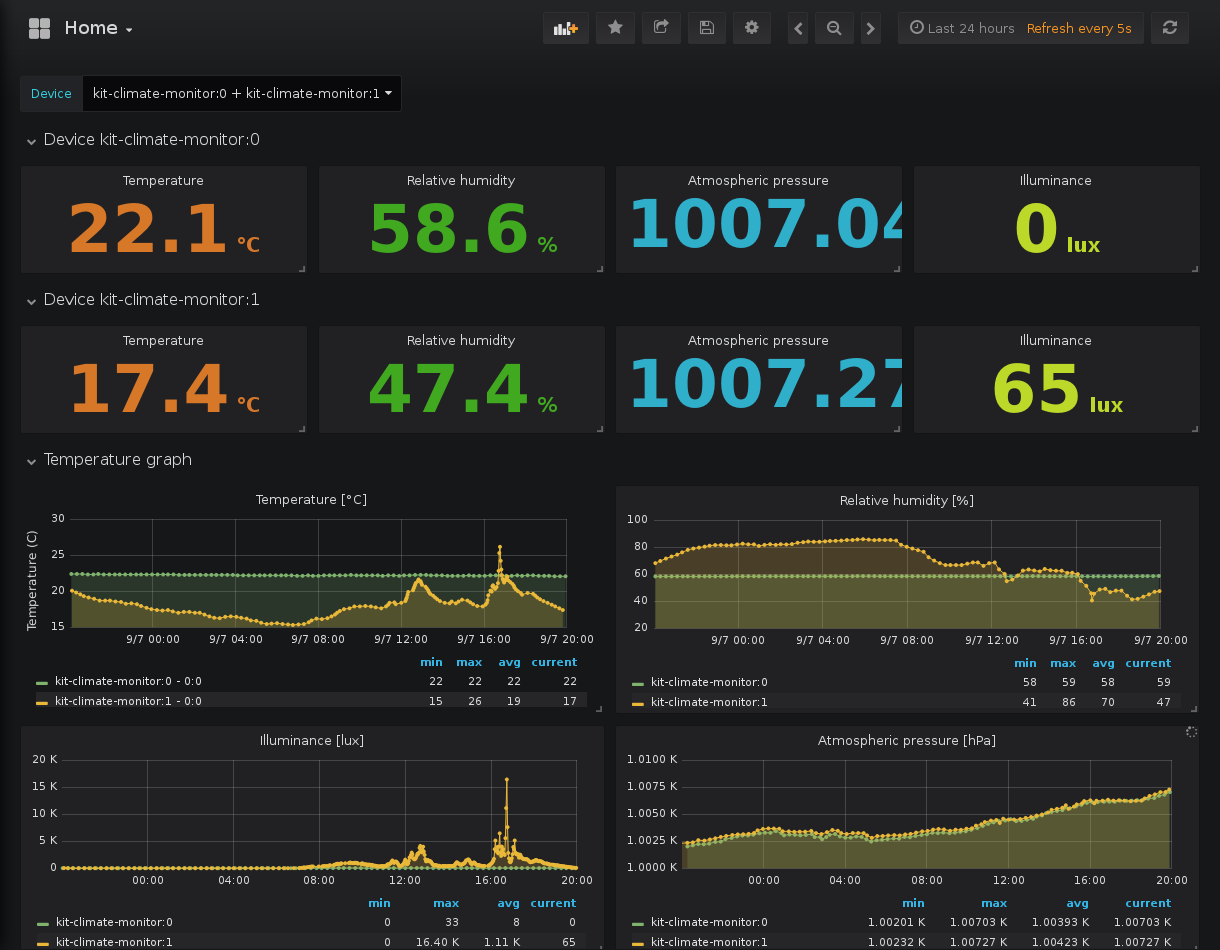 Home
Last 24 hours Refresh every 5s
Device kit-climate-monitor:0 + kit-climate-monitor:1
Device kit-climate-monitor:0
Temperature Relative humidity Atmospheric pressure Illuminance
22.1 °C 58.6 % 1007.04 0 lux
Device kit-climate-monitor:1
Temperature Relative humidity Atmospheric pressure Illuminance
17.4 °C 47.4 % 1007.27 65 lux
Temperature graph
Temperature [°C]
Temperature (C)
30
25
20
15
9/7 00:00 9/7 04:00 9/7 08:00 9/7 12:00 9/7 16:00 9/7 20:00
min max avg current
kit-climate-monitor:0 - 0:0 22 22 22 22
kit-climate-monitor:1 - 0:0 15 26 19 17
Relative humidity [%]
100
80
60
40
20
9/7 00:00 9/7 04:00 9/7 08:00 9/7 12:00 9/7 16:00 9/7 20:00
min max avg current
kit-climate-monitor:0 58 59 58 59
kit-climate-monitor:1 41 86 70 47
Illuminance [lux]
20 K
15 K
10 K
5 K
0
00:00 04:00 08:00 12:00 16:00 20:00
min max avg current
kit-climate-monitor:0 0 33 8 0
kit-climate-monitor:1 0 16.40 K 1.11 K 65
Atmospheric pressure [hPa]
1.0100 K
1.0075 K
1.0050 K
1.0025 K
1.0000 K
00:00 04:00 08:00 12:00 16:00 20:00
min max avg current
kit-climate-monitor:0 1.00201 K 1.00703 K 1.00393 K 1.00703 K
kit-climate-monitor:1 1.00232 K 1.00727 K 1.00423 K 1.00727 K